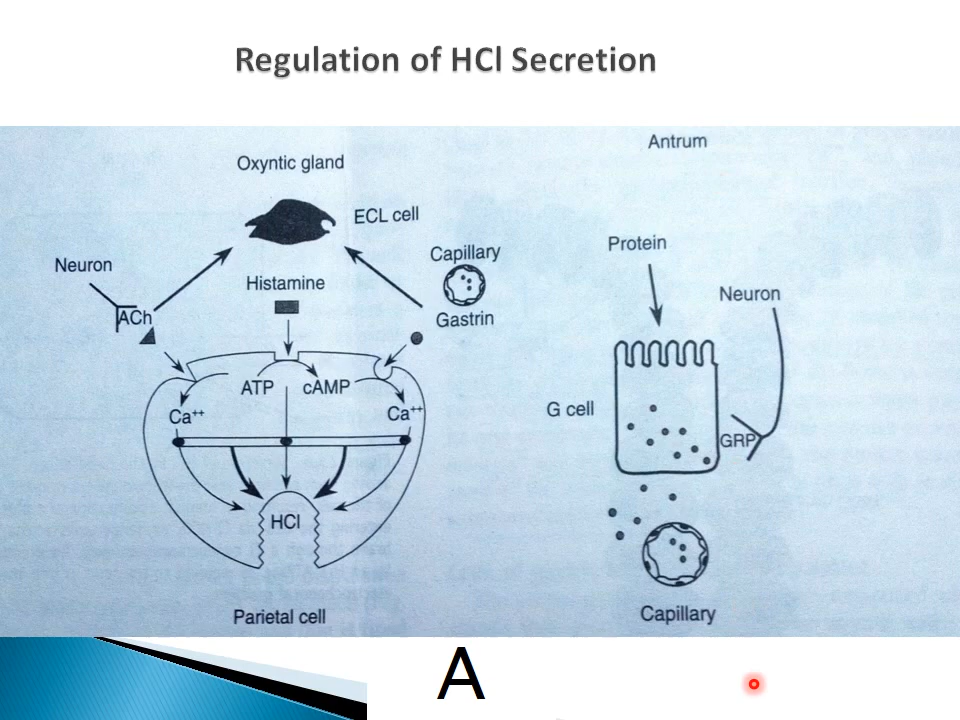 Regulation of HCl Secretion
Antrum
Oxyntic gland
ECL cell
Neuron
Histamine
Capillary
Gastrin
ACh
ATP
cAMP
Ca++
Ca++
HCl
Parietal cell
Protein
Neuron
G cell
GRP
Capillary
A